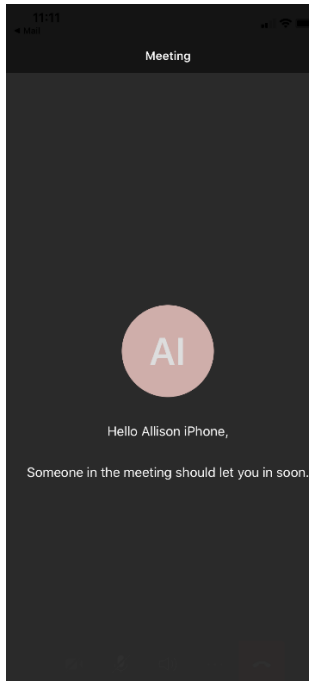 11:11
◀ Mail
Meeting
AI
Hello Allison iPhone,
Someone in the meeting should let you in soon.